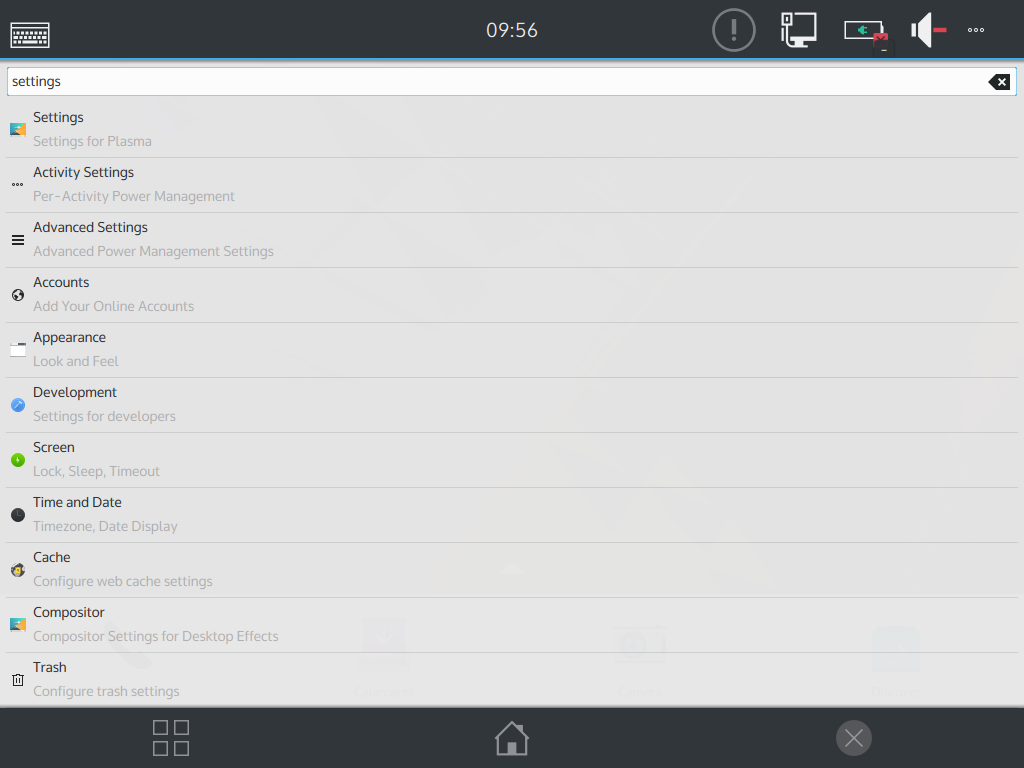 09:56
settings
Settings
Settings for Plasma
Activity Settings
Per-Activity Power Management
Advanced Settings
Advanced Power Management Settings
Accounts
Add Your Online Accounts
Appearance
Look and Feel
Development
Settings for developers
Screen
Lock, Sleep, Timeout
Time and Date
Timezone, Date Display
Cache
Configure web cache settings
Compositor
Compositor Settings for Desktop Effects
Trash
Configure trash settings